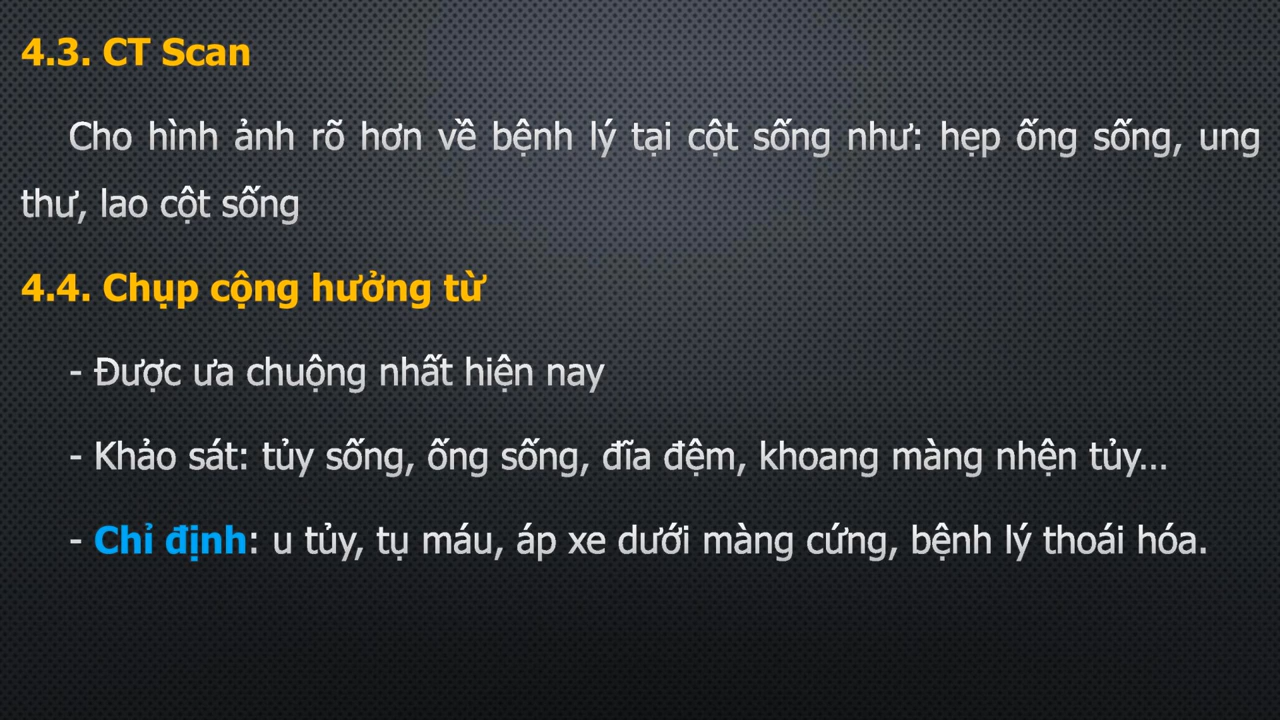 4.3. CT Scan
Cho hình ảnh rõ hơn về bệnh lý tại cột sống như: hẹp ống sống, ung
thư, lao cột sống
4.4. Chụp cộng hưởng từ
- Được ưa chuộng nhất hiện nay
- Khảo sát: tủy sống, ống sống, đĩa đệm, khoang màng nhện tủy...
- Chỉ định: u tủy, tụ máu, áp xe dưới màng cứng, bệnh lý thoái hóa.